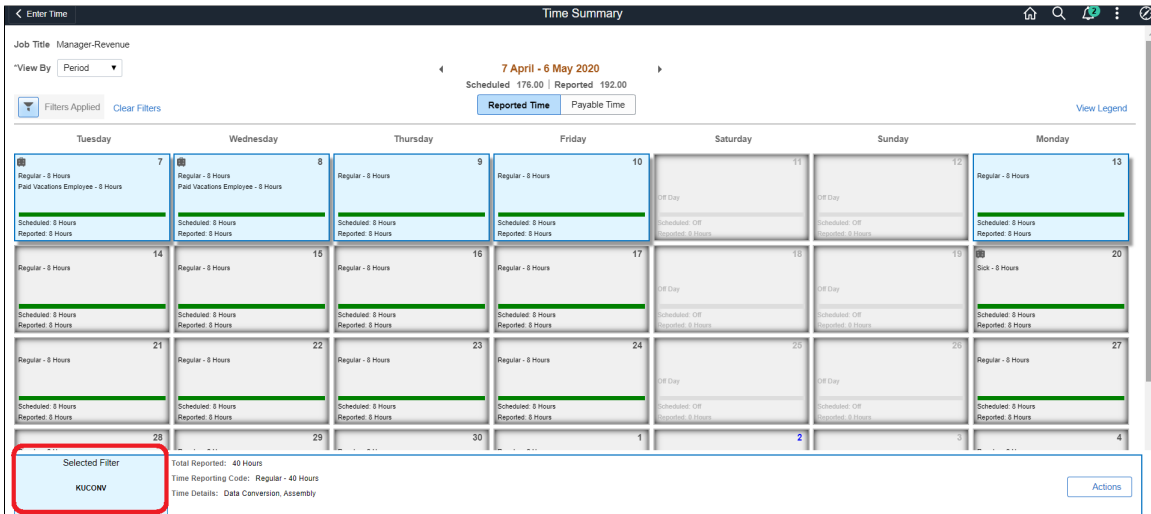 Enter Time
Time Summary
2
Job Title Manager-Revenue
*View By Period
7 April - 6 May 2020
Scheduled 176.00 | Reported 192.00
Filters Applied Clear Filters
Reported Time Payable Time
View Legend
Tuesday Wednesday Thursday Friday Saturday Sunday Monday
7 8 9 10 11 12 13
Regular - 8 Hours Regular - 8 Hours Regular - 8 Hours Regular - 8 Hours Regular - 8 Hours
Paid Vacations Employee - 8 Hours Paid Vacations Employee - 8 Hours
Off Day Off Day
Scheduled: 8 Hours Scheduled: 8 Hours Scheduled: 8 Hours Scheduled: 8 Hours Scheduled: Off Scheduled: Off Scheduled: 8 Hours
Reported: 8 Hours Reported: 8 Hours Reported: 8 Hours Reported: 8 Hours Reported: 8 Hours Reported: 8 Hours Reported: 8 Hours
14 15 16 17 18 19 20
Regular - 8 Hours Regular - 8 Hours Regular - 8 Hours Regular - 8 Hours Sick - 8 Hours
Off Day Off Day
Scheduled: 8 Hours Scheduled: 8 Hours Scheduled: 8 Hours Scheduled: 8 Hours Scheduled: Off Scheduled: Off Scheduled: 8 Hours
Reported: 8 Hours Reported: 8 Hours Reported: 8 Hours Reported: 8 Hours Reported: 8 Hours Reported: 8 Hours Reported: 8 Hours
21 22 23 24 25 26 27
Regular - 8 Hours Regular - 8 Hours Regular - 8 Hours Regular - 8 Hours Regular - 8 Hours
Off Day Off Day
Scheduled: 8 Hours Scheduled: 8 Hours Scheduled: 8 Hours Scheduled: 8 Hours Scheduled: Off Scheduled: Off Scheduled: 8 Hours
Reported: 8 Hours Reported: 8 Hours Reported: 8 Hours Reported: 8 Hours Reported: 8 Hours Reported: 8 Hours Reported: 8 Hours
28 29 30 1 2 3 4
Selected Filter
KUCONV
Total Reported: 40 Hours
Time Reporting Code: Regular - 40 Hours
Time Details: Data Conversion, Assembly
Actions